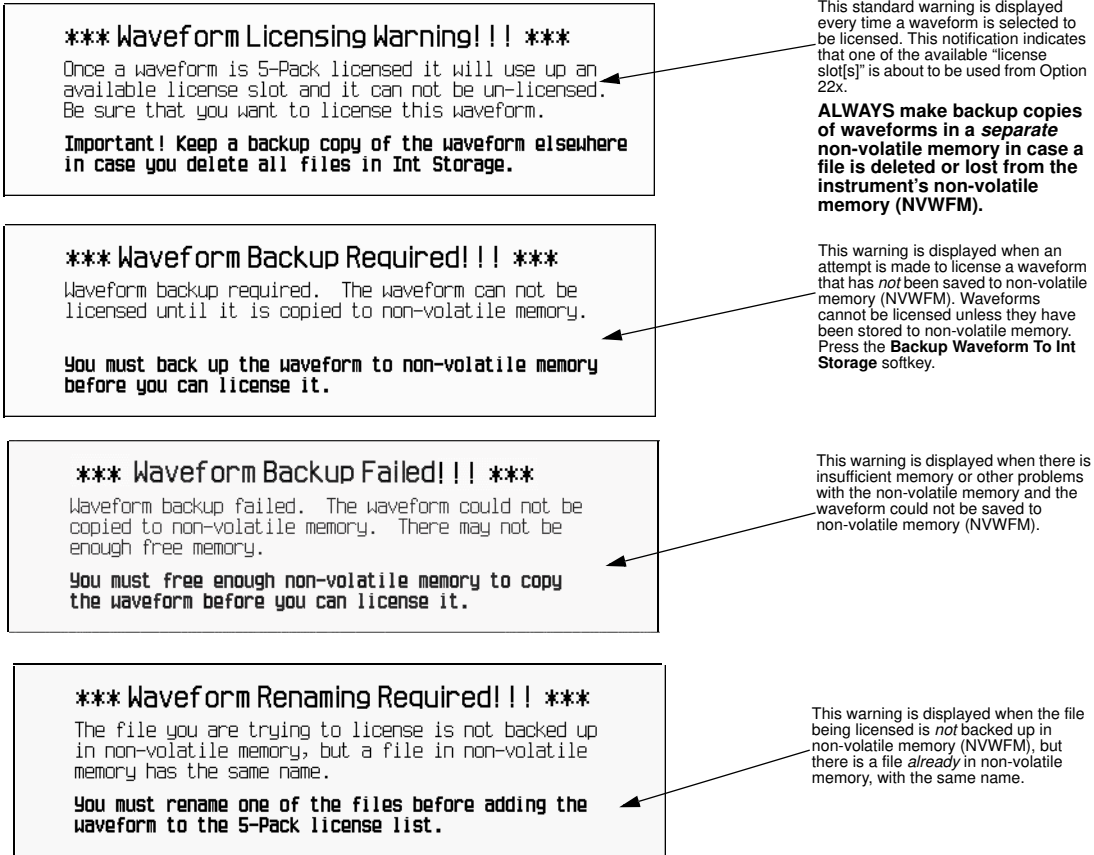 *** Waveform Licensing Warning!!! ***
Once a waveform is 5-Pack licensed it will use up an
available license slot and it can not be un-licensed.
Be sure that you want to license this waveform.
Important! Keep a backup copy of the waveform elsewhere
in case you delete all files in Int Storage.
This standard warning is displayed
every time a waveform is selected to
be licensed. This notification indicates
that one of the available “license
slot[s]” is about to be used from Option
22x.
ALWAYS make backup copies
of waveforms in a separate
non-volatile memory in case a
file is deleted or lost from the
instrument’s non-volatile
memory (NVWFM).
*** Waveform Backup Required!!! ***
Waveform backup required. The waveform can not be
licensed until it is copied to non-volatile memory.
You must back up the waveform to non-volatile memory
before you can license it.
This warning is displayed when an
attempt is made to license a waveform
that has not been saved to non-volatile
memory (NVWFM). Waveforms
cannot be licensed unless they have
been stored to non-volatile memory.
Press the Backup Waveform To Int
Storage softkey.
*** Waveform Backup Failed!!! ***
Waveform backup failed. The waveform could not be
copied to non-volatile memory. There may not be
enough free memory.
You must free enough non-volatile memory to copy
the waveform before you can license it.
This warning is displayed when there is
insufficient memory or other problems
with the non-volatile memory and the
waveform could not be saved to
non-volatile memory (NVWFM).
*** Waveform Renaming Required!!! ***
The file you are trying to license is not backed up
in non-volatile memory, but a file in non-volatile
memory has the same name.
You must rename one of the files before adding the
waveform to the 5-Pack license list.
This warning is displayed when the file
being licensed is not backed up in
non-volatile memory (NVWFM), but
there is a file already in non-volatile
memory, with the same name.